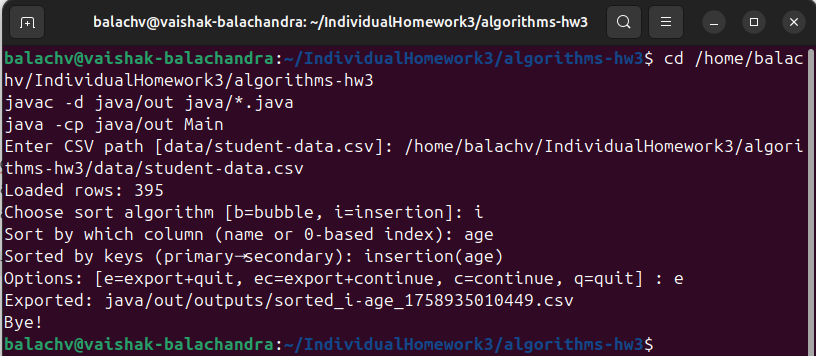 balachv@vaishak-balachandra: ~/IndividualHomework3/algorithms-hw3
balachv@vaishak-balachandra:~/IndividualHomework3/algorithms-hw3$ cd /home/balac
hv/IndividualHomework3/algorithms-hw3
javac -d java/out java/*.java
java -cp java/out Main
Enter CSV path [data/student-data.csv]: /home/balachv/IndividualHomework3/algori
thms-hw3/data/student-data.csv
Loaded rows: 395
Choose sort algorithm [b=bubble, i=insertion]: i
Sort by which column (name or 0-based index): age
Sorted by keys (primary→secondary): insertion(age)
Options: [e=export+quit, ec=export+continue, c=continue, q=quit] : e
Exported: java/out/outputs/sorted_i-age_1758935010449.csv
Bye!
balachv@vaishak-balachandra:~/IndividualHomework3/algorithms-hw3$